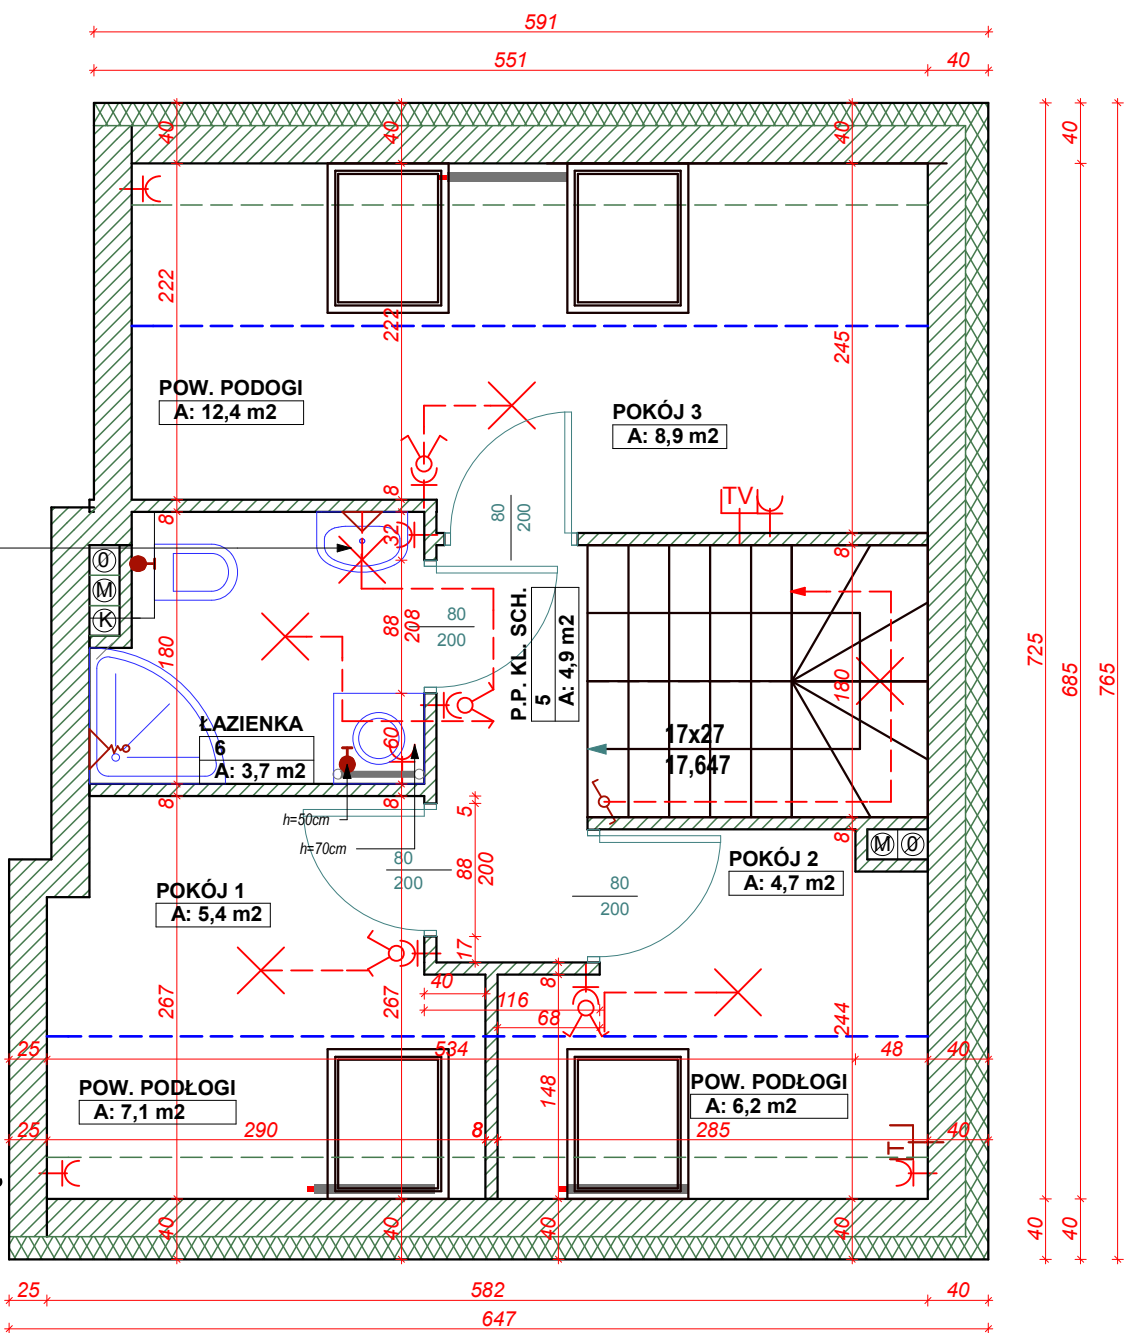 591
551
40
40
40
40
40
222
222
245
POW. PODOGI
A: 12,4 m2
POKÓJ 3
A: 8,9 m2
TV
8
8
32
80
200
8
O
M
K
180
88
208
80
200
P.P. KL. SCH.
5
A: 4,9 m2
180
725
685
765
ŁAZIENKA
6
A: 3,7 m2
60
17x27
17,647
8
8
5
h=50cm
h=70cm
8
M
O
80
200
88
200
80
200
POKÓJ 2
A: 4,7 m2
POKÓJ 1
A: 5,4 m2
17
40
8
116
68
267
267
244
25
534
48
40
POW. PODŁOGI
A: 7,1 m2
148
POW. PODŁOGI
A: 6,2 m2
25
290
8
285
40
T
40
40
40
40
40
40
25
582
40
647